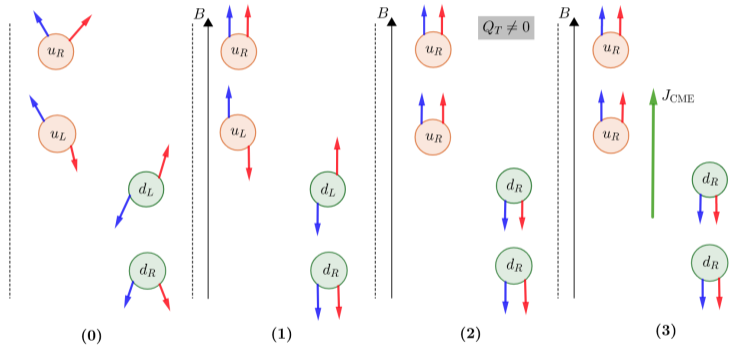 u_R
u_L
d_L
d_R
(0)
B
u_R
u_L
d_L
d_R
(1)
B
Q_T ≠ 0
u_R
u_R
d_R
d_R
(2)
B
u_R
J_CME
u_R
d_R
d_R
(3)